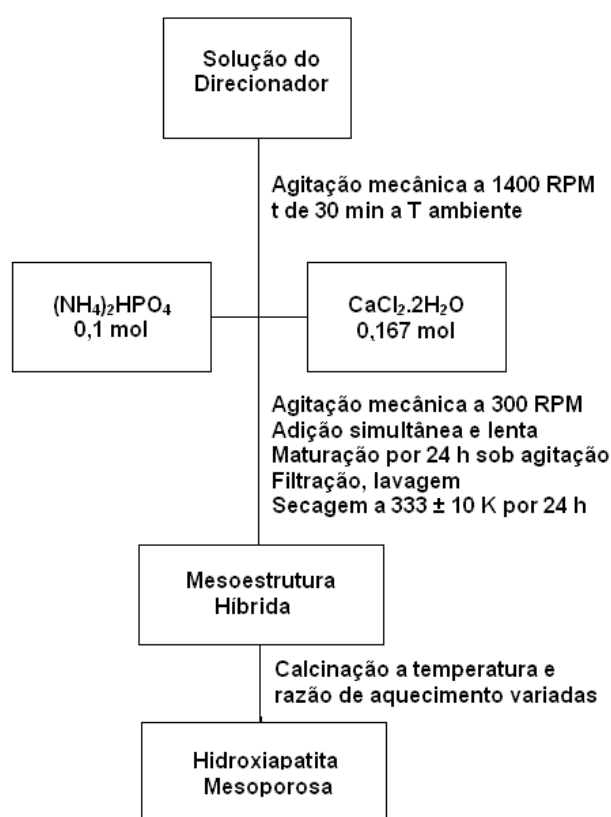 Solução do
Direcionador
Agitação mecânica a 1400 RPM
t de 30 min a T ambiente
(NH₄)₂HPO₄
0,1 mol
CaCl₂.2H₂O
0,167 mol
Agitação mecânica a 300 RPM
Adição simultânea e lenta
Maturação por 24 h sob agitação
Filtração, lavagem
Secagem a 333 ± 10 K por 24 h
Mesoestrutura
Híbrida
Calcinação a temperatura e
razão de aquecimento variadas
Hidroxiapatita
Mesoporosa